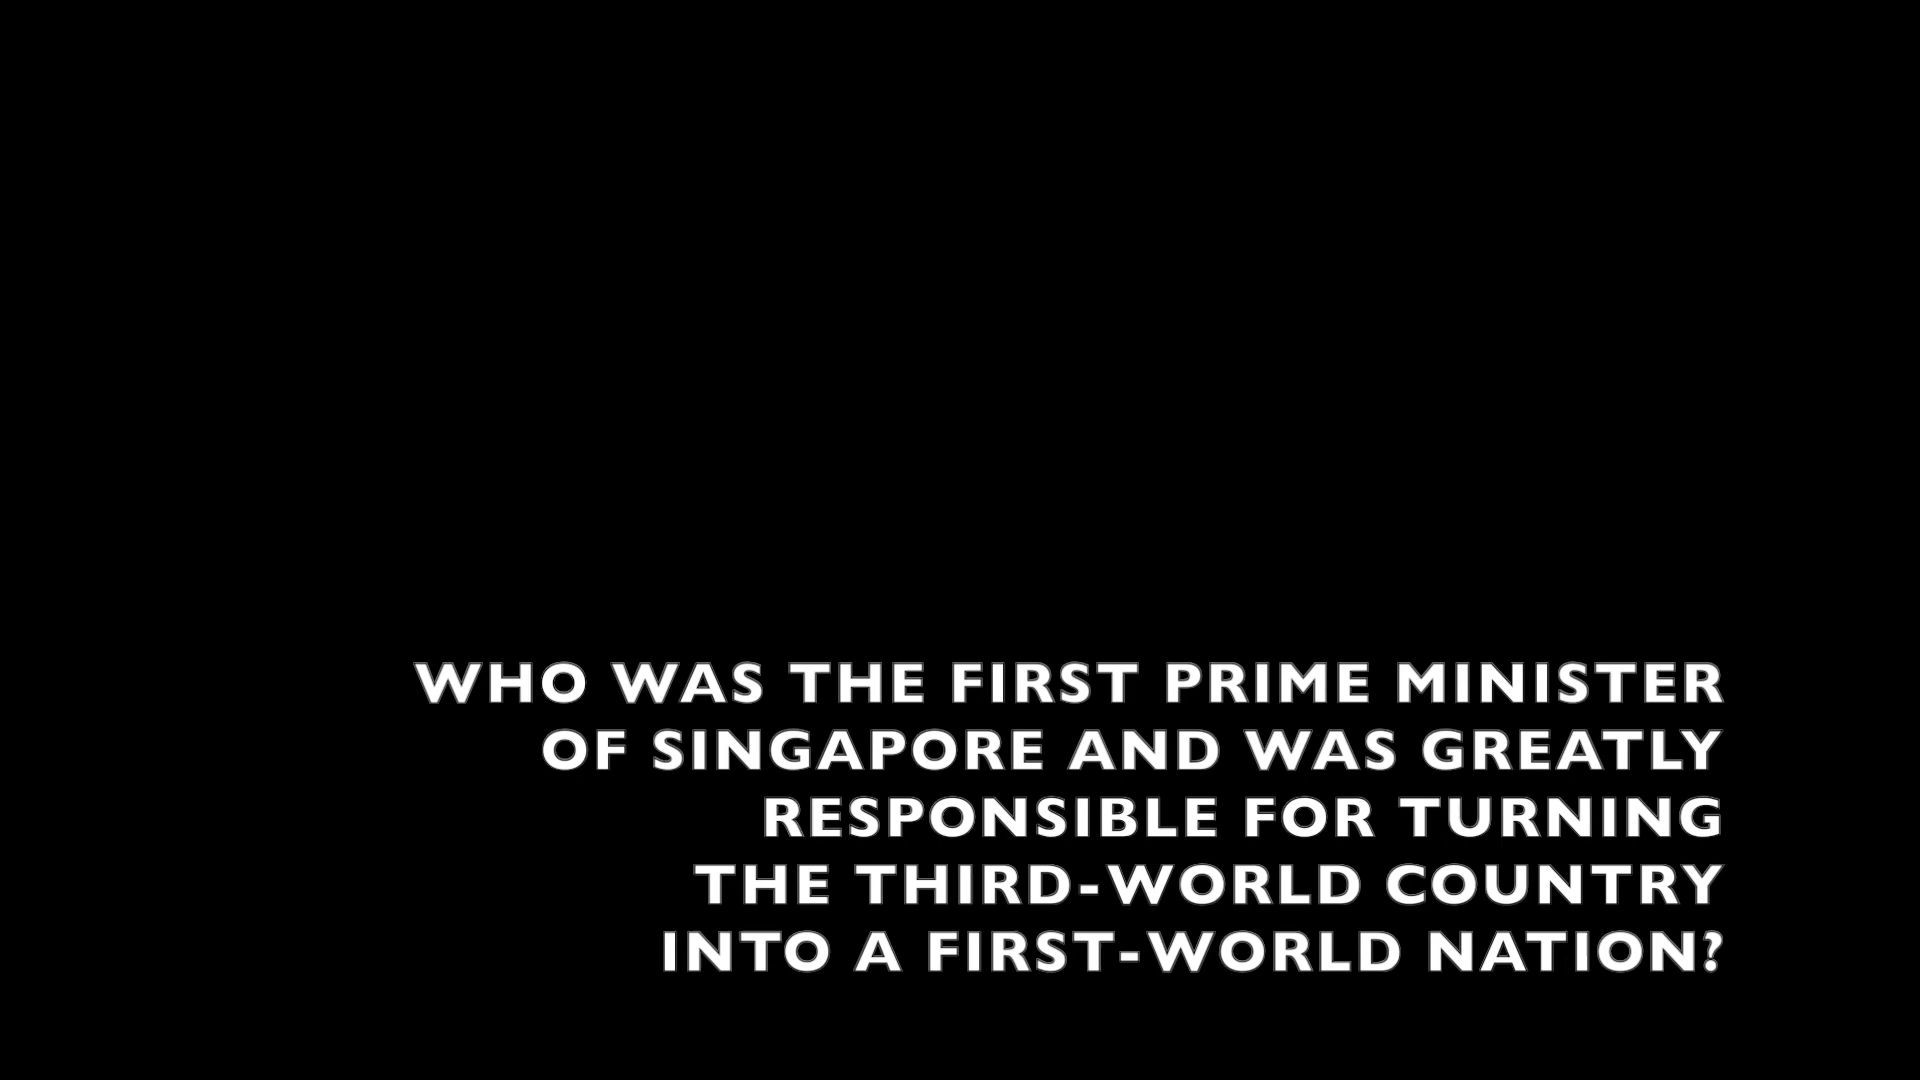 WHO WAS THE FIRST PRIME MINISTER
OF SINGAPORE AND WAS GREATLY
RESPONSIBLE FOR TURNING
THE THIRD-WORLD COUNTRY
INTO A FIRST-WORLD NATION?